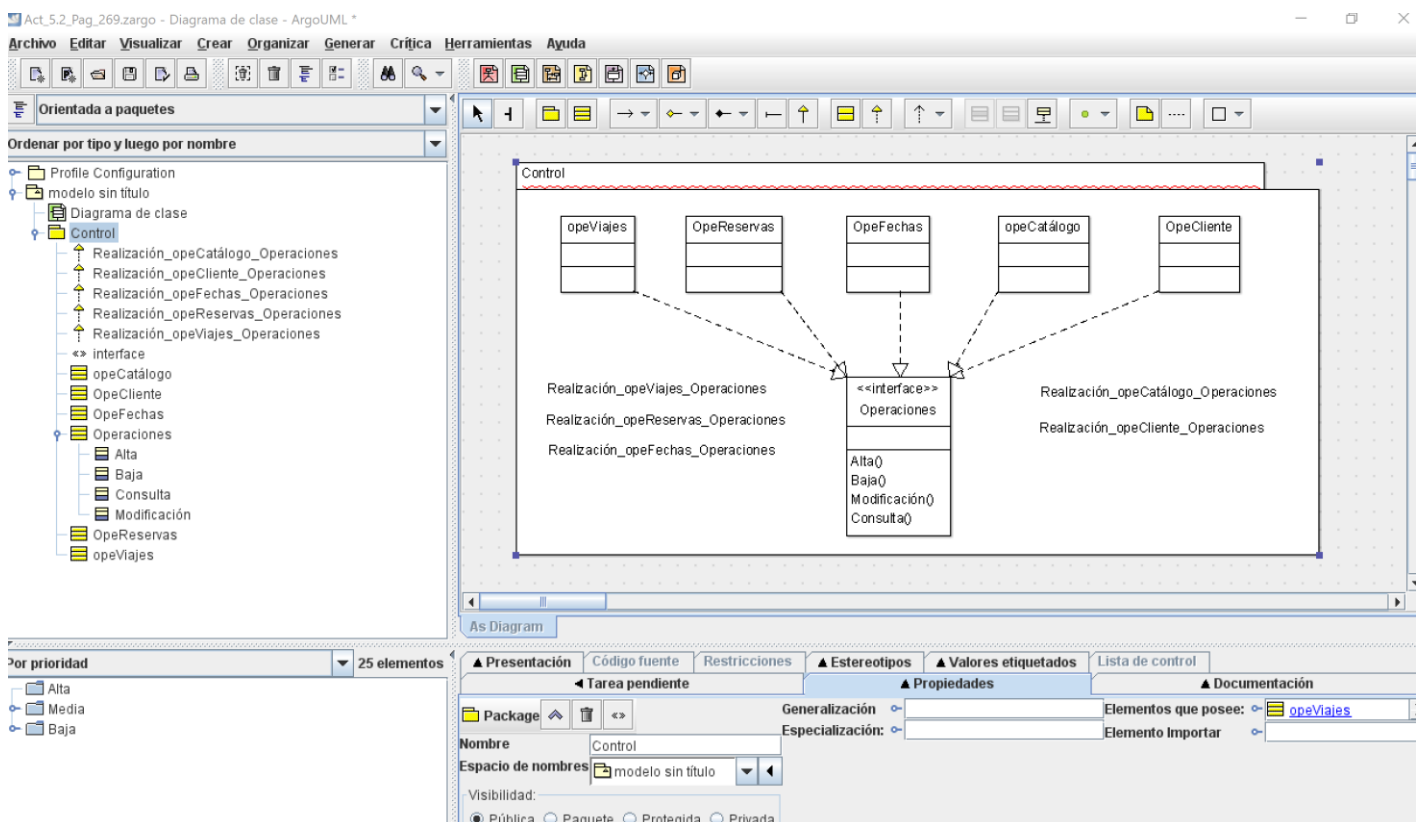 Act_5.2_Pag_269.zargo - Diagrama de clase - ArgoUML *
Archivo Editar Visualizar Crear Organizar Generar Crítica Herramientas Ayuda
Orientada a paquetes
Ordenar por tipo y luego por nombre
Profile Configuration
modelo sin título
Diagrama de clase
Control
Realización_opeCatálogo_Operaciones
Realización_opeCliente_Operaciones
Realización_opeFechas_Operaciones
Realización_opeReservas_Operaciones
Realización_opeViajes_Operaciones
«» interface
opeCatálogo
OpeCliente
OpeFechas
Operaciones
Alta
Baja
Consulta
Modificación
OpeReservas
opeViajes
Control
opeViajes OpeReservas OpeFechas opeCatálogo OpeCliente
Realización_opeViajes_Operaciones
Realización_opeReservas_Operaciones
Realización_opeFechas_Operaciones
<<interface>>
Operaciones
Alta()
Baja()
Modificación()
Consulta()
Realización_opeCatálogo_Operaciones
Realización_opeCliente_Operaciones
As Diagram
Por prioridad 25 elementos
Alta
Media
Baja
Presentación Código fuente Restricciones Estereotipos Valores etiquetados Lista de control
Tarea pendiente Propiedades Documentación
Package «»
Nombre Control
Espacio de nombres modelo sin título
Visibilidad:
Pública Paquete Protegida Privada
Generalización
Especialización:
Elementos que posee: opeViajes
Elemento Importar